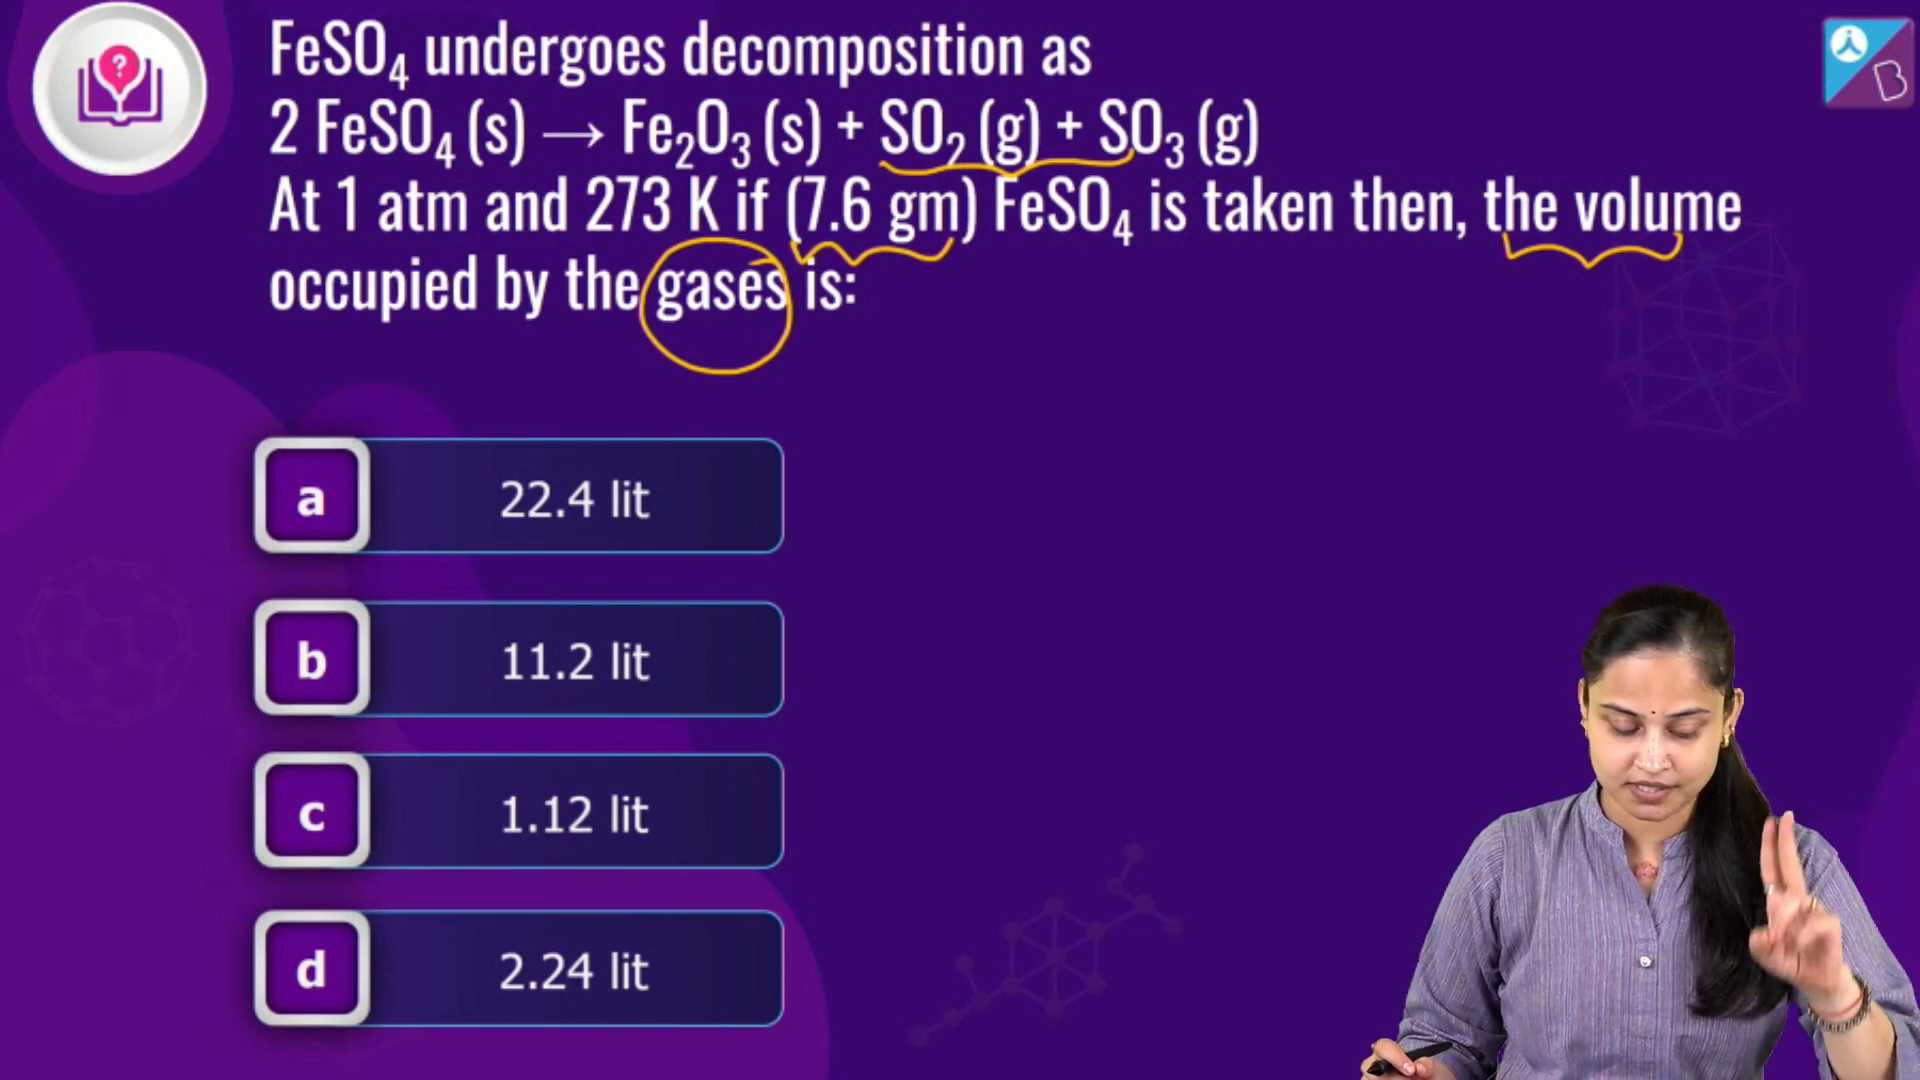 FeSO₄ undergoes decomposition as
2 FeSO₄ (s) → Fe₂O₃ (s) + SO₂ (g) + SO₃ (g)
At 1 atm and 273 K if (7.6 gm) FeSO₄ is taken then, the volume
occupied by the gases is:
a 22.4 lit
b 11.2 lit
c 1.12 lit
d 2.24 lit
?
B